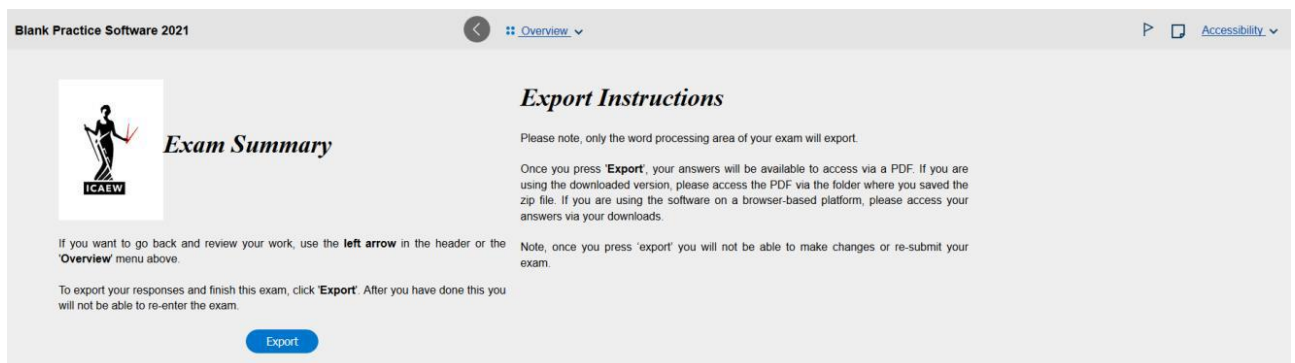 Blank Practice Software 2021
Overview
Accessibility
ICAEW
Exam Summary
If you want to go back and review your work, use the left arrow in the header or the
'Overview' menu above.
To export your responses and finish this exam, click 'Export'. After you have done this you
will not be able to re-enter the exam.
Export
Export Instructions
Please note, only the word processing area of your exam will export.
Once you press 'Export', your answers will be available to access via a PDF. If you are
using the downloaded version, please access the PDF via the folder where you saved the
zip file. If you are using the software on a browser-based platform, please access your
answers via your downloads.
Note, once you press 'export' you will not be able to make changes or re-submit your
exam.